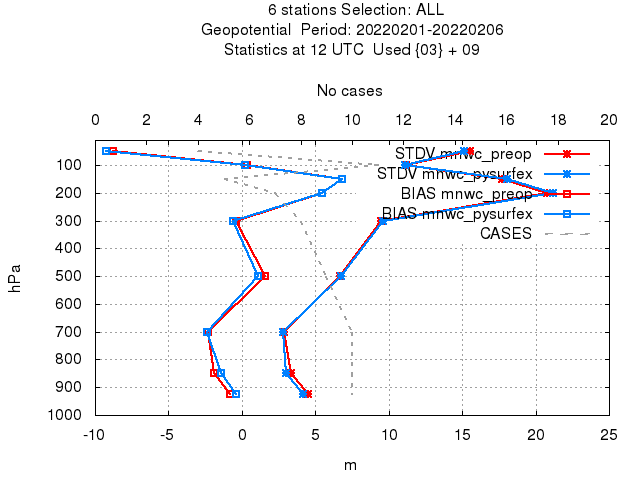 6 stations Selection: ALL
Geopotential  Period: 20220201-20220206
Statistics at 12 UTC  Used {03} + 09
No cases
0 2 4 6 8 10 12 14 16 18 20
STDV mnwc_preop
STDV mnwc_pysurfex
BIAS mnwc_preop
BIAS mnwc_pysurfex
CASES
100
200
300
400
500
600
700
800
900
1000
hPa
-10 -5 0 5 10 15 20 25
m